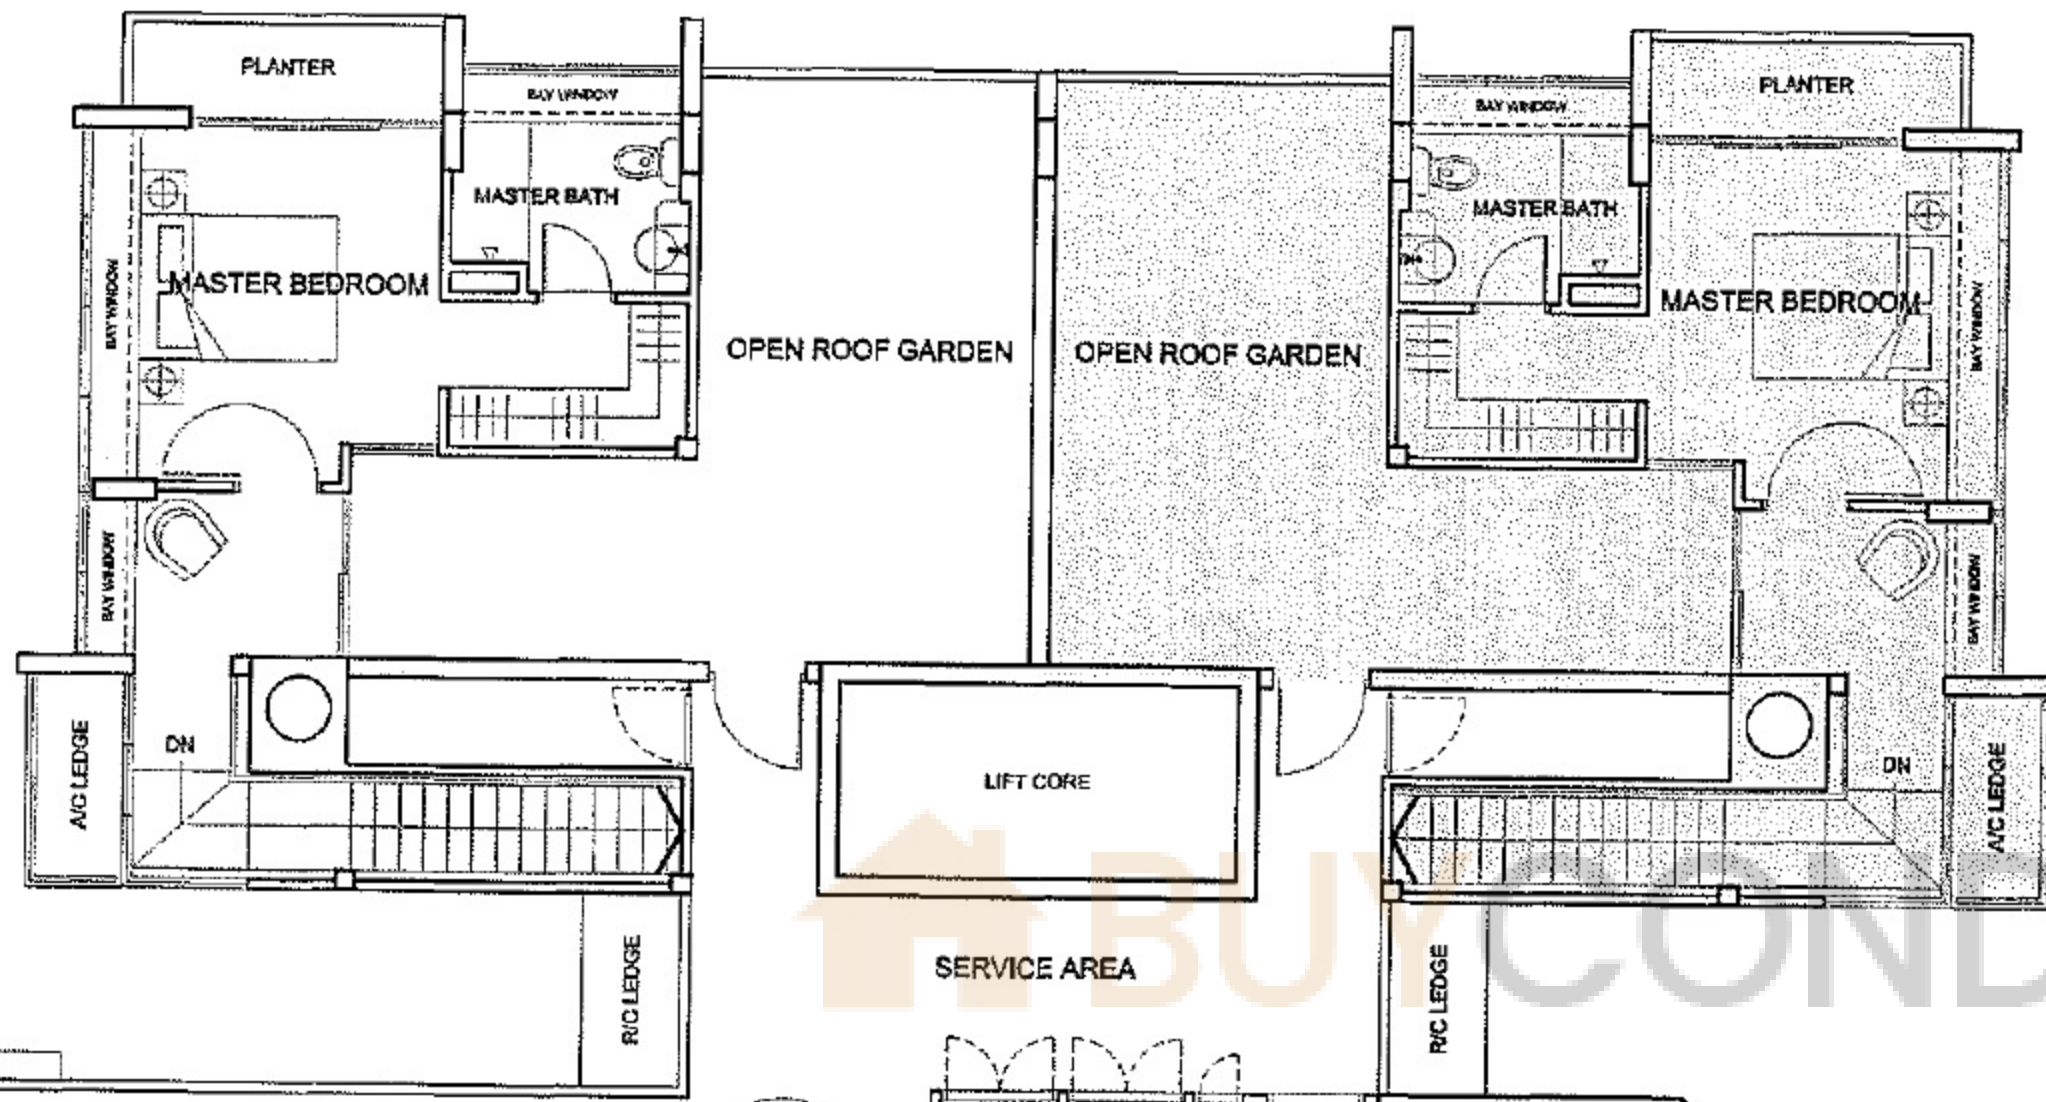 PLANTER
PLANTER
BAY WINDOW
BAY WINDOW
MASTER BATH
MASTER BATH
MASTER BEDROOM
MASTER BEDROOM
BAY WINDOW
BAY WINDOW
OPEN ROOF GARDEN
OPEN ROOF GARDEN
BAY WINDOW
BAY WINDOW
DN
DN
A/C LEDGE
A/C LEDGE
LIFT CORE
BUYCOND
SERVICE AREA
R/C LEDGE
R/C LEDGE